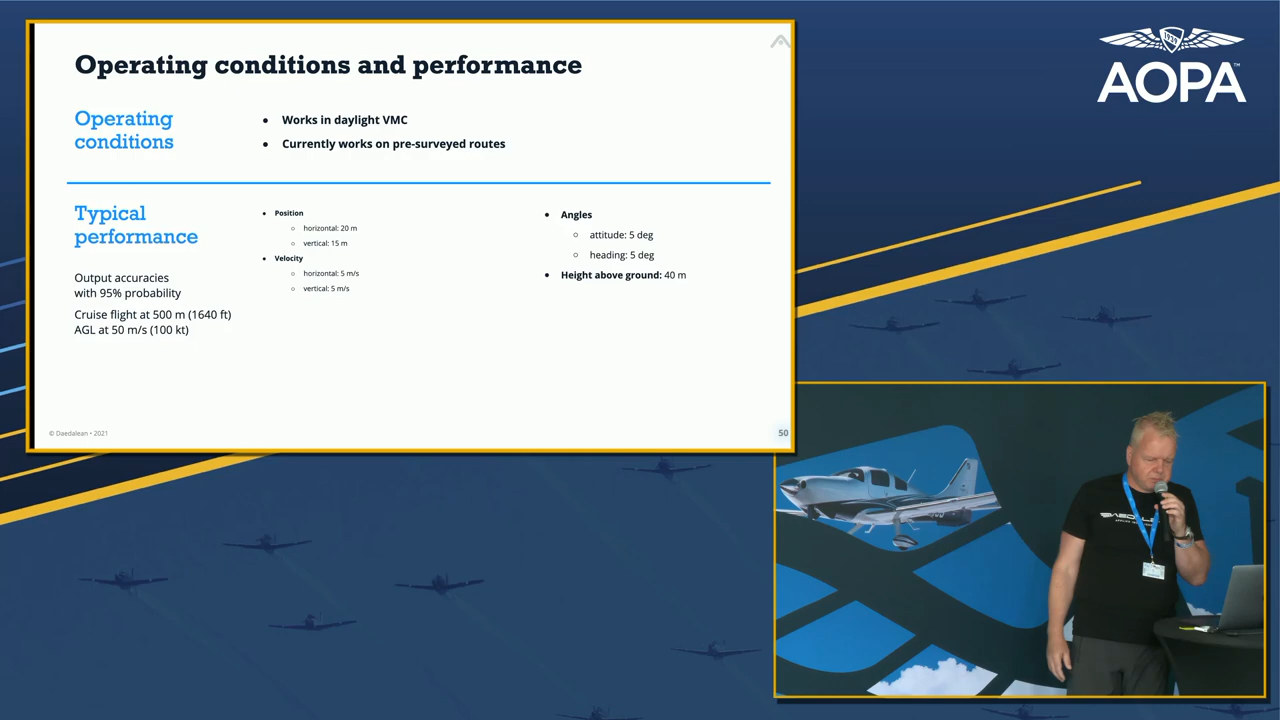 Operating conditions and performance
Operating
conditions
Works in daylight VMC
Currently works on pre-surveyed routes
Typical
performance
Output accuracies
with 95% probability
Cruise flight at 500 m (1640 ft)
AGL at 50 m/s (100 kt)
Position
horizontal: 20 m
vertical: 15 m
Velocity
horizontal: 5 m/s
vertical: 5 m/s
Angles
attitude: 5 deg
heading: 5 deg
Height above ground: 40 m
© Daedalean • 2021
50
1939
AOPA™